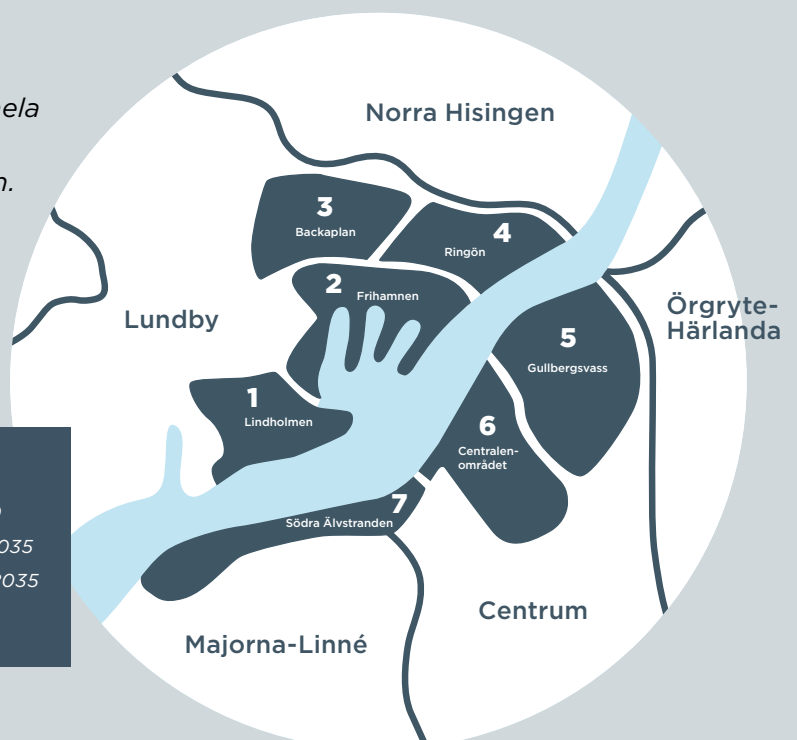 n.
Norra Hisingen
3
Backaplan
4
Ringön
2
Frihamnen
Lundby
Örgryte-
Härlanda
5
Gullbergsvass
1
Lindholmen
6
Centralen-
området
7
Södra Älvstranden
035
Centrum
Majorna-Linné